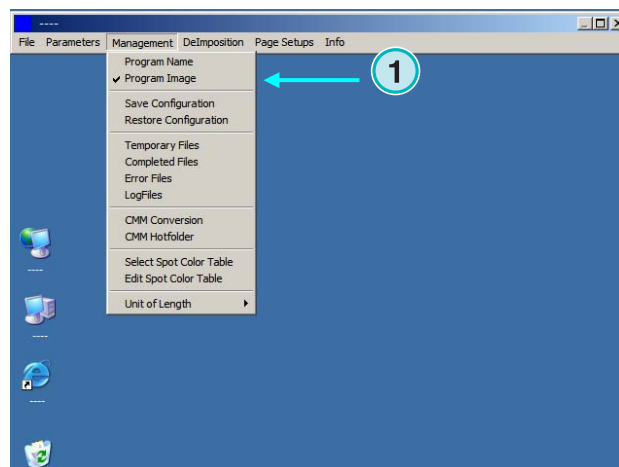 ----
File Parameters Management DeImposition Page Setups Info
Program Name
Program Image
1
Save Configuration
Restore Configuration
Temporary Files
Completed Files
Error Files
LogFiles
CMM Conversion
CMM Hotfolder
Select Spot Color Table
Edit Spot Color Table
Unit of Length
----
----
----